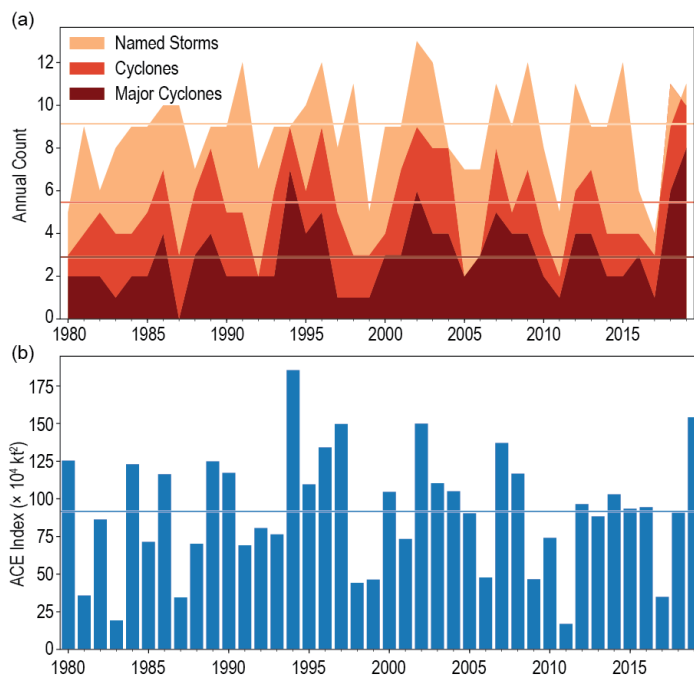 (a)
Named Storms
Cyclones
Major Cyclones
Annual Count
12
10
8
6
4
2
0
1980 1985 1990 1995 2000 2005 2010 2015
(b)
ACE Index (× 10⁴ kt²)
175
150
125
100
75
50
25
0
1980 1985 1990 1995 2000 2005 2010 2015